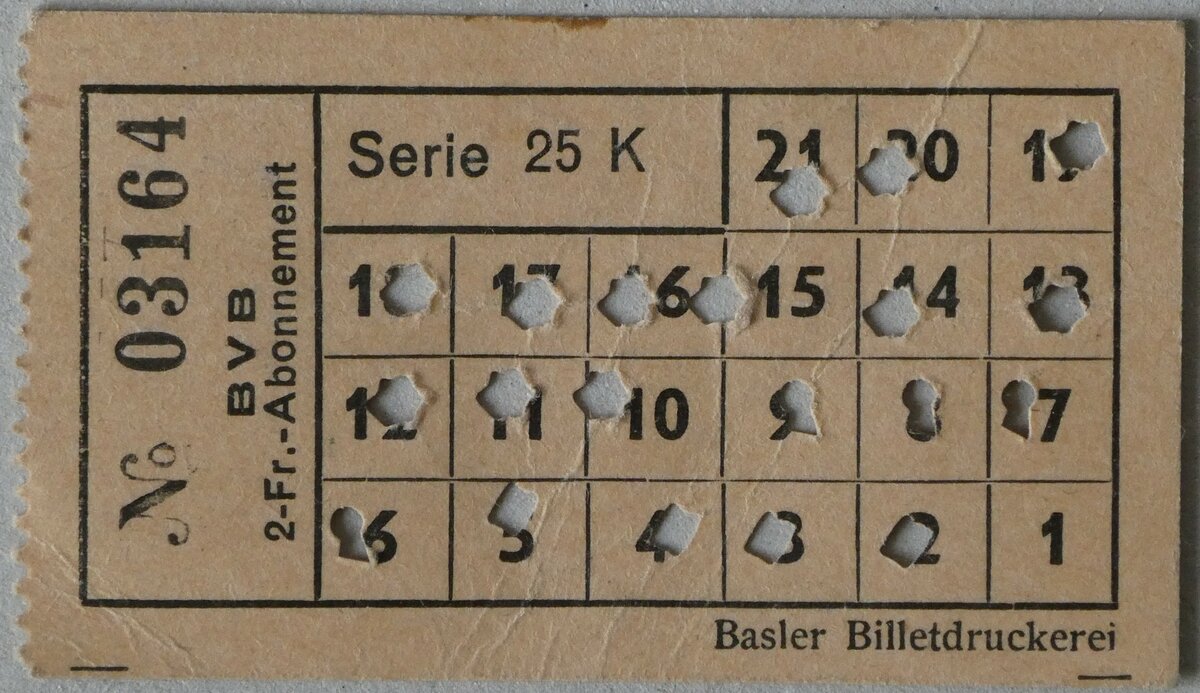 № 03164
BVB
2-Fr.-Abonnement
Serie 25 K
21 20 19
18 17 16 15 14 13
12 11 10 9 8 7
6 5 4 3 2 1
Basler Billetdruckerei